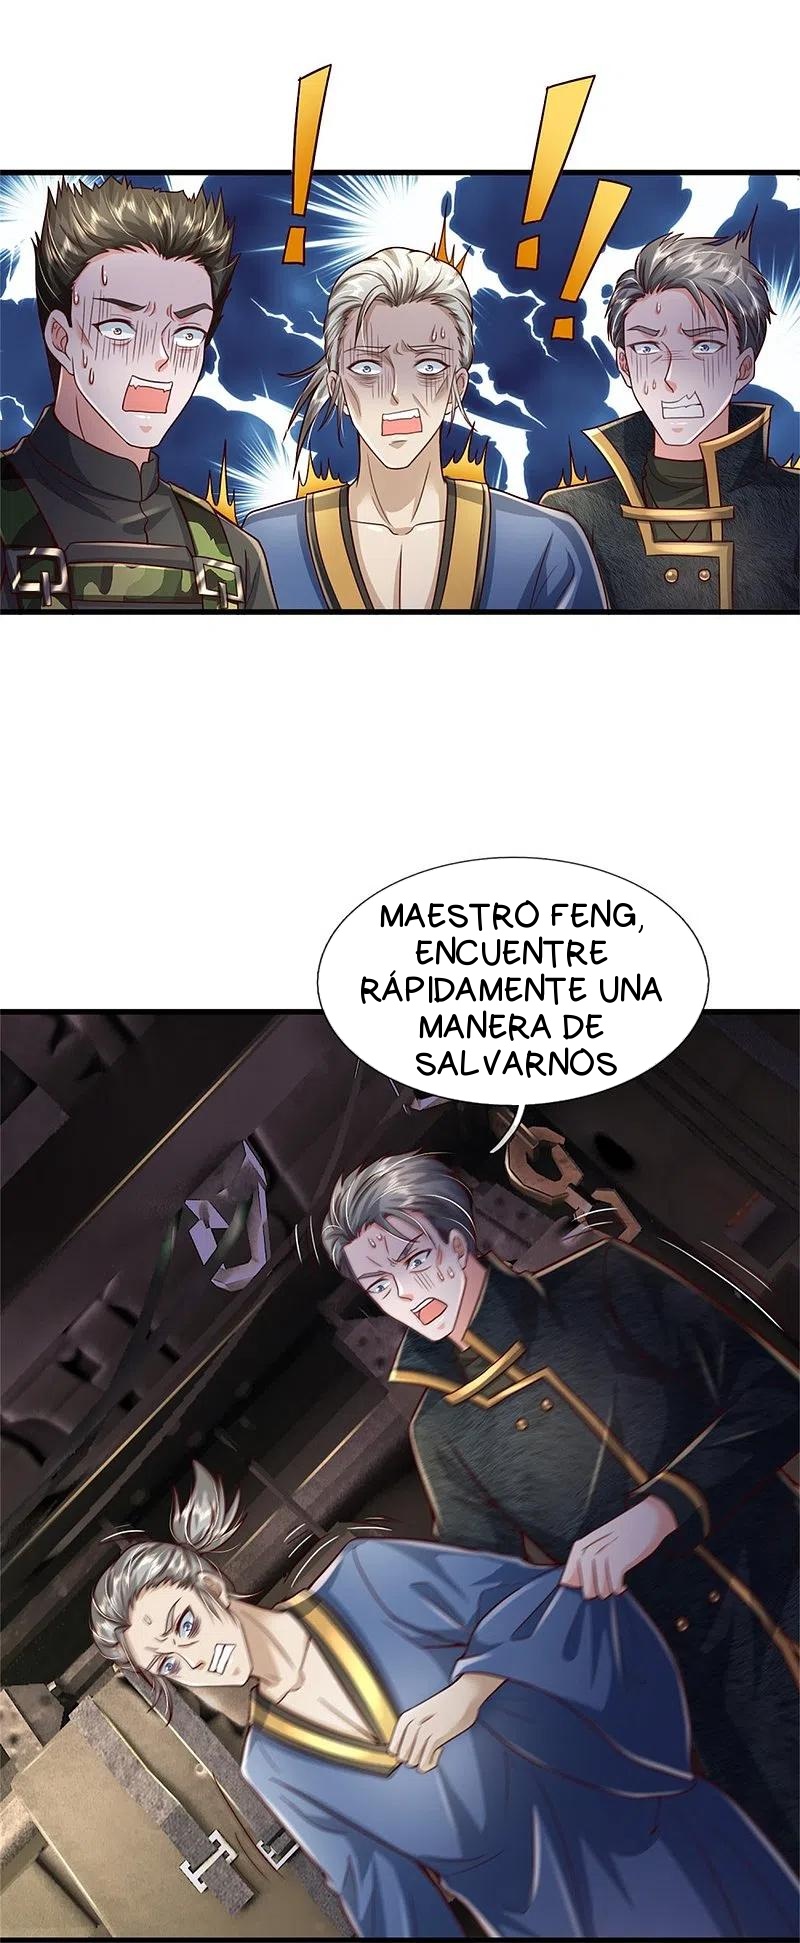 MAESTRO FENG,
ENCUENTRE
RÁPIDAMENTE UNA
MANERA DE
SALVARNOS